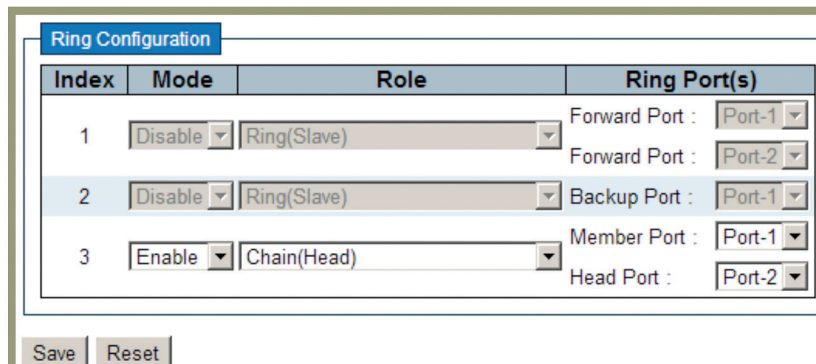 Ring Configuration
Index Mode Role Ring Port(s)
1 Disable Ring(Slave) Forward Port : Port-1
Forward Port : Port-2
2 Disable Ring(Slave) Backup Port : Port-1
3 Enable Chain(Head) Member Port : Port-1
Head Port : Port-2
Save Reset